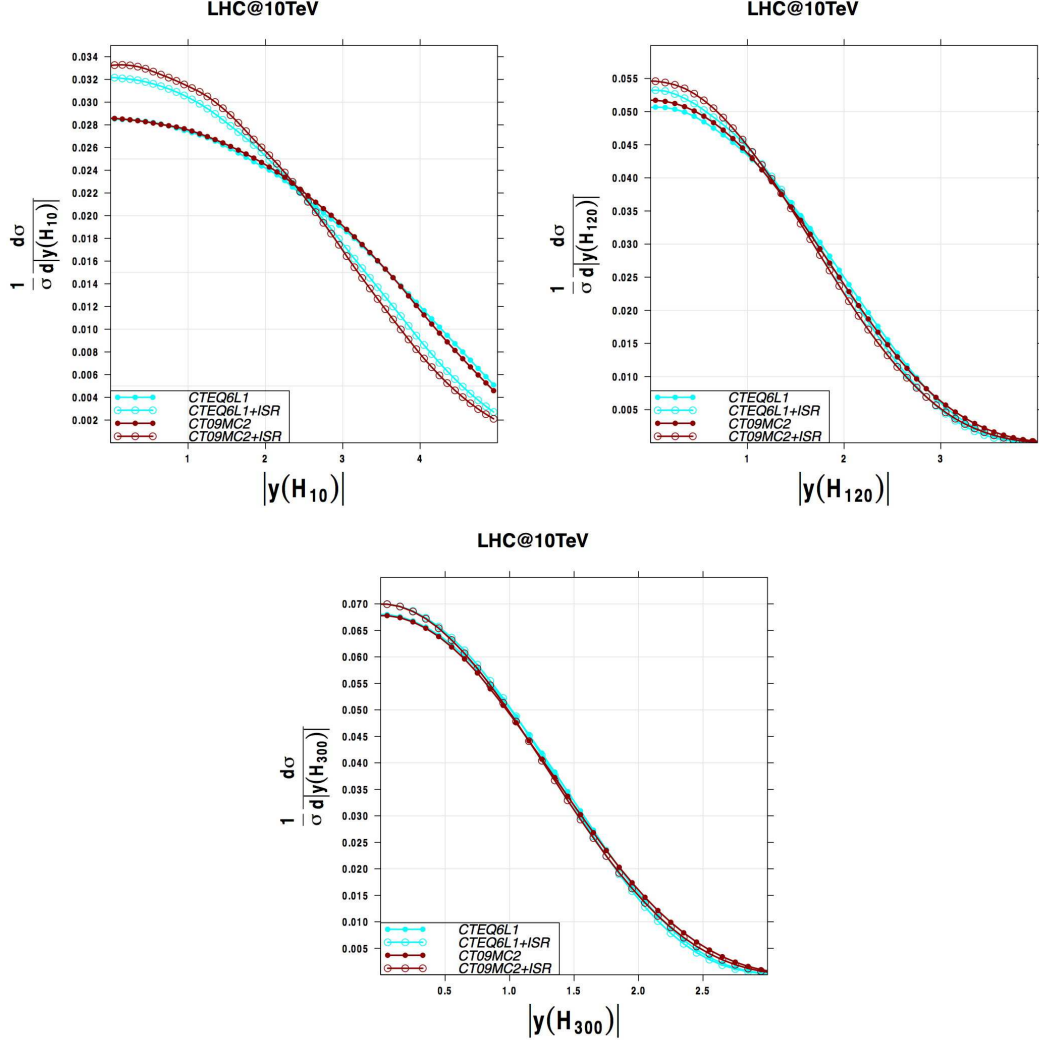 LHC@10TeV
0.034
0.032
0.030
0.028
0.026
0.024
0.022
0.020
0.018
0.016
0.014
0.012
0.010
0.008
0.006
0.004
0.002
1 dσ
σ d|y(H10)|
CTEQ6L1
CTEQ6L1+ISR
CT09MC2
CT09MC2+ISR
1 2 3 4
|y(H10)|
LHC@10TeV
0.055
0.050
0.045
0.040
0.035
0.030
0.025
0.020
0.015
0.010
0.005
1 dσ
σ d|y(H120)|
CTEQ6L1
CTEQ6L1+ISR
CT09MC2
CT09MC2+ISR
1 2 3
|y(H120)|
LHC@10TeV
0.070
0.065
0.060
0.055
0.050
0.045
0.040
0.035
0.030
0.025
0.020
0.015
0.010
0.005
1 dσ
σ d|y(H300)|
CTEQ6L1
CTEQ6L1+ISR
CT09MC2
CT09MC2+ISR
0.5 1.0 1.5 2.0 2.5
|y(H300)|